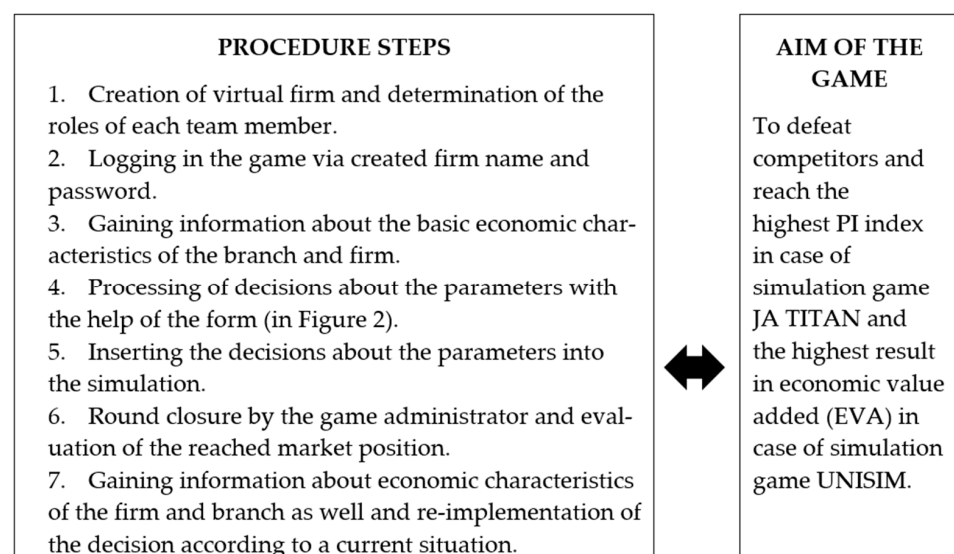 PROCEDURE STEPS
1. Creation of virtual firm and determination of the
roles of each team member.
2. Logging in the game via created firm name and
password.
3. Gaining information about the basic economic char-
acteristics of the branch and firm.
4. Processing of decisions about the parameters with
the help of the form (in Figure 2).
5. Inserting the decisions about the parameters into
the simulation.
6. Round closure by the game administrator and eval-
uation of the reached market position.
7. Gaining information about economic characteristics
of the firm and branch as well and re-implementation of
the decision according to a current situation.
AIM OF THE
GAME
To defeat
competitors and
reach the
highest PI index
in case of
simulation game
JA TITAN and
the highest result
in economic value
added (EVA) in
case of simulation
game UNISIM.